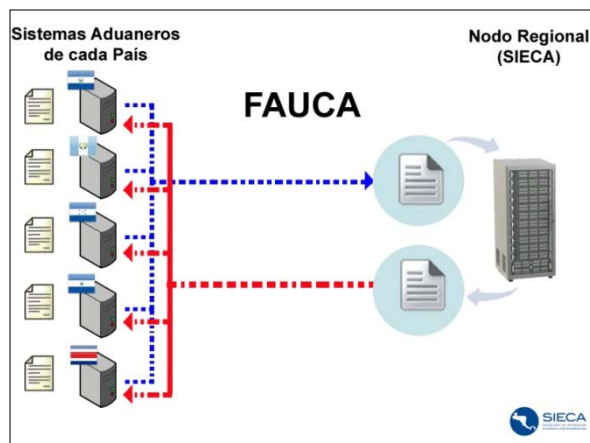 Sistemas Aduaneros
de cada País
Nodo Regional
(SIECA)
FAUCA
SIECA